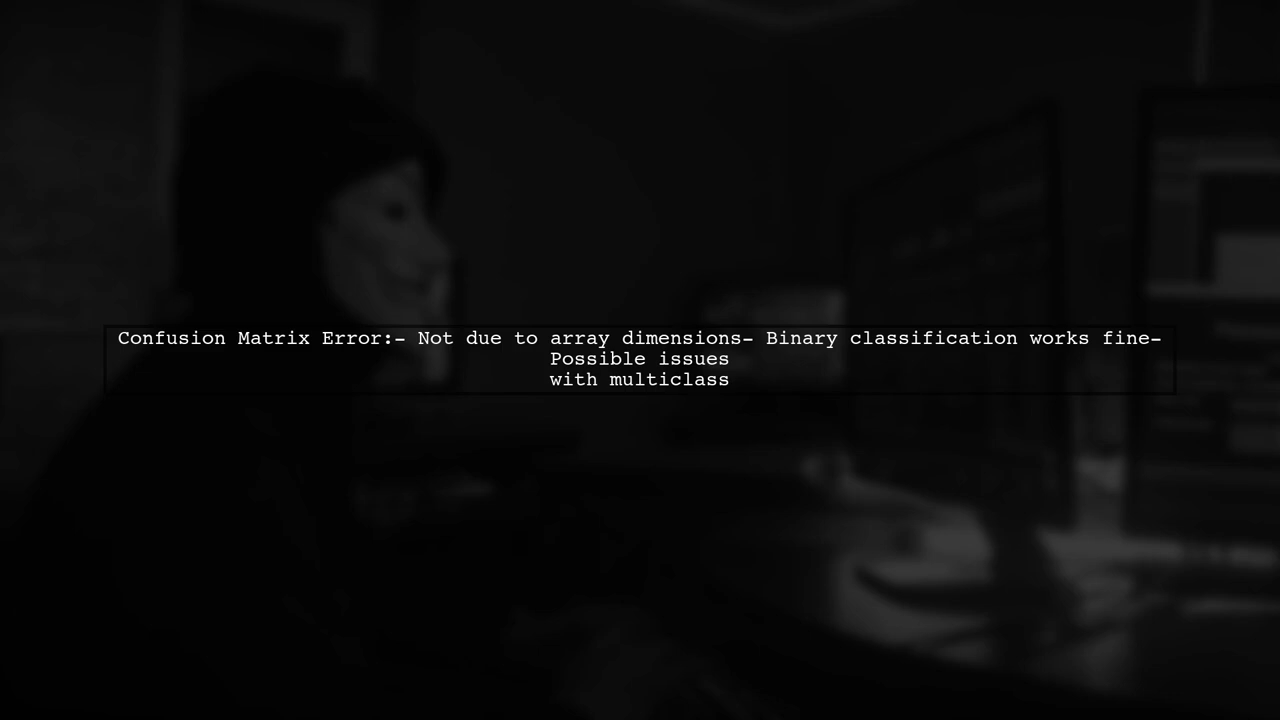 Confusion Matrix Error:- Not due to array dimensions- Binary classification works fine-
Possible issues
with multiclass